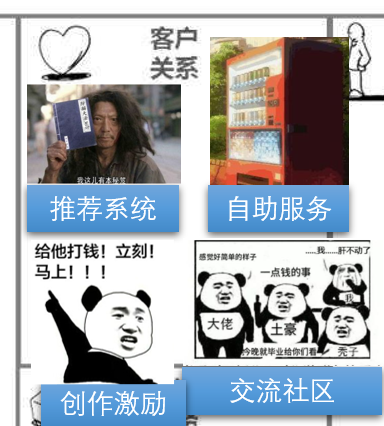 客户
关系
我这儿有本秘笈
推荐系统
自助服务
给他打钱！立刻！
马上！！！
感觉好简单的样子
......我......肝不动了
一点钱的事
我
大佬
土豪
今晚就毕业给你们看
秃子
创作激励
交流社区